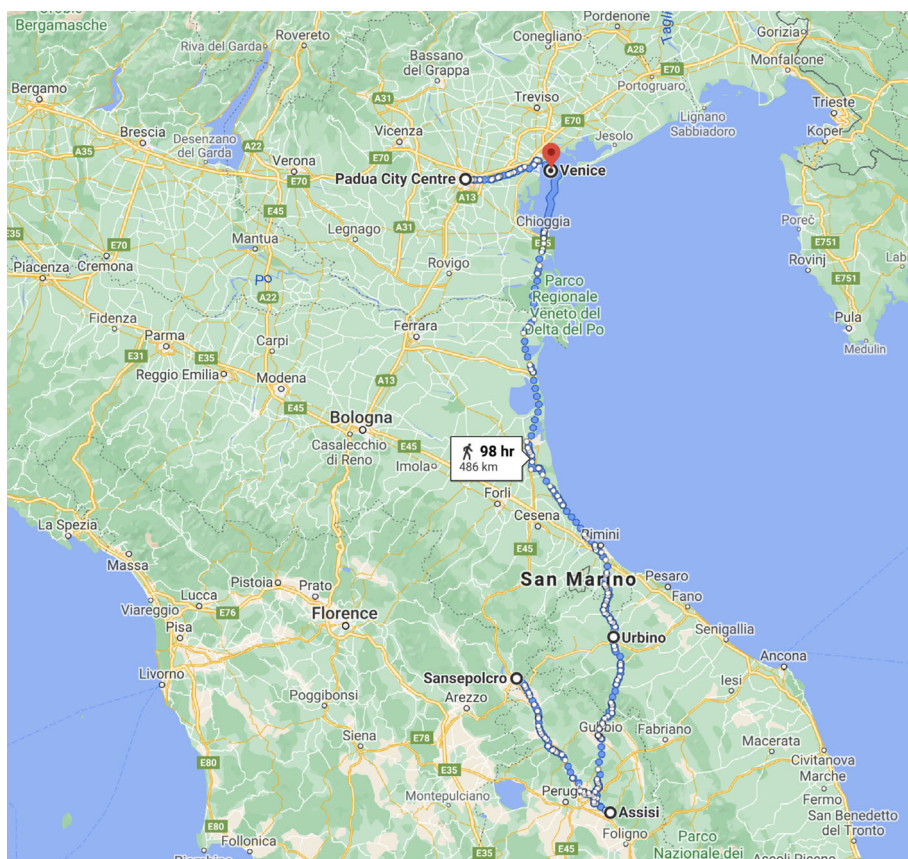 Bergamasche
Riva del Garda
Rovereto
Bassano
del Grappa
Conegliano
Pordenone
A28
E70
Gorizia
Monfalcone
Portogruaro
Bergamo
A31
Treviso
E70
Trieste
Koper
Lignano
Sabbiadoro
Jesolo
Brescia
Desenzano
del Garda
A22
Vicenza
Verona
E70
A35
E70
Padua City Centre
A13
Venice
E45
Legnago
A31
Chioggia
Poreč
E751
Rovinj
E751
Pula
Medulin
E35
E70
Mantua
Rovigo
Piacenza
Cremona
Po
A22
Parco
Regionale
Veneto del
Delta del Po
Fidenza
Parma
Carpi
Ferrara
E31
E35
Reggio Emilia
Modena
A13
E45
Bologna
Casalecchio
di Reno
E45
Imola
98 hr
486 km
Forlì
Cesena
E45
Rimini
La Spezia
Massa
Viareggio
Lucca
E76
Pistoia
Prato
Florence
Pisa
San Marino
Pesaro
Fano
Senigallia
Urbino
Ancona
Livorno
Poggibonsi
Sansepolcro
Arezzo
Siena
E78
Gubbio
Fabriano
Iesi
Macerata
Civitanova
Marche
Fermo
E80
E35
Montepulciano
Assisi
Foligno
San Benedetto
del Tronto
E80
Follonica
E35
E45
Parco
Nazionale dei